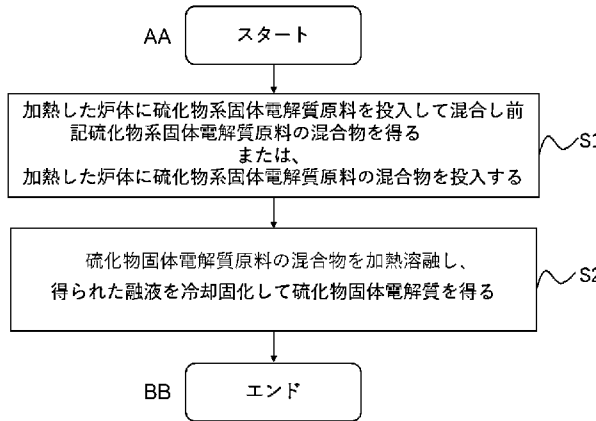 AA
スタート
加熱した炉体に硫化物系固体電解質原料を投入して混合し前
記硫化物系固体電解質原料の混合物を得る
または、
加熱した炉体に硫化物系固体電解質原料の混合物を投入する
S1
硫化物固体電解質原料の混合物を加熱溶融し、
得られた融液を冷却固化して硫化物固体電解質を得る
S2
BB
エンド